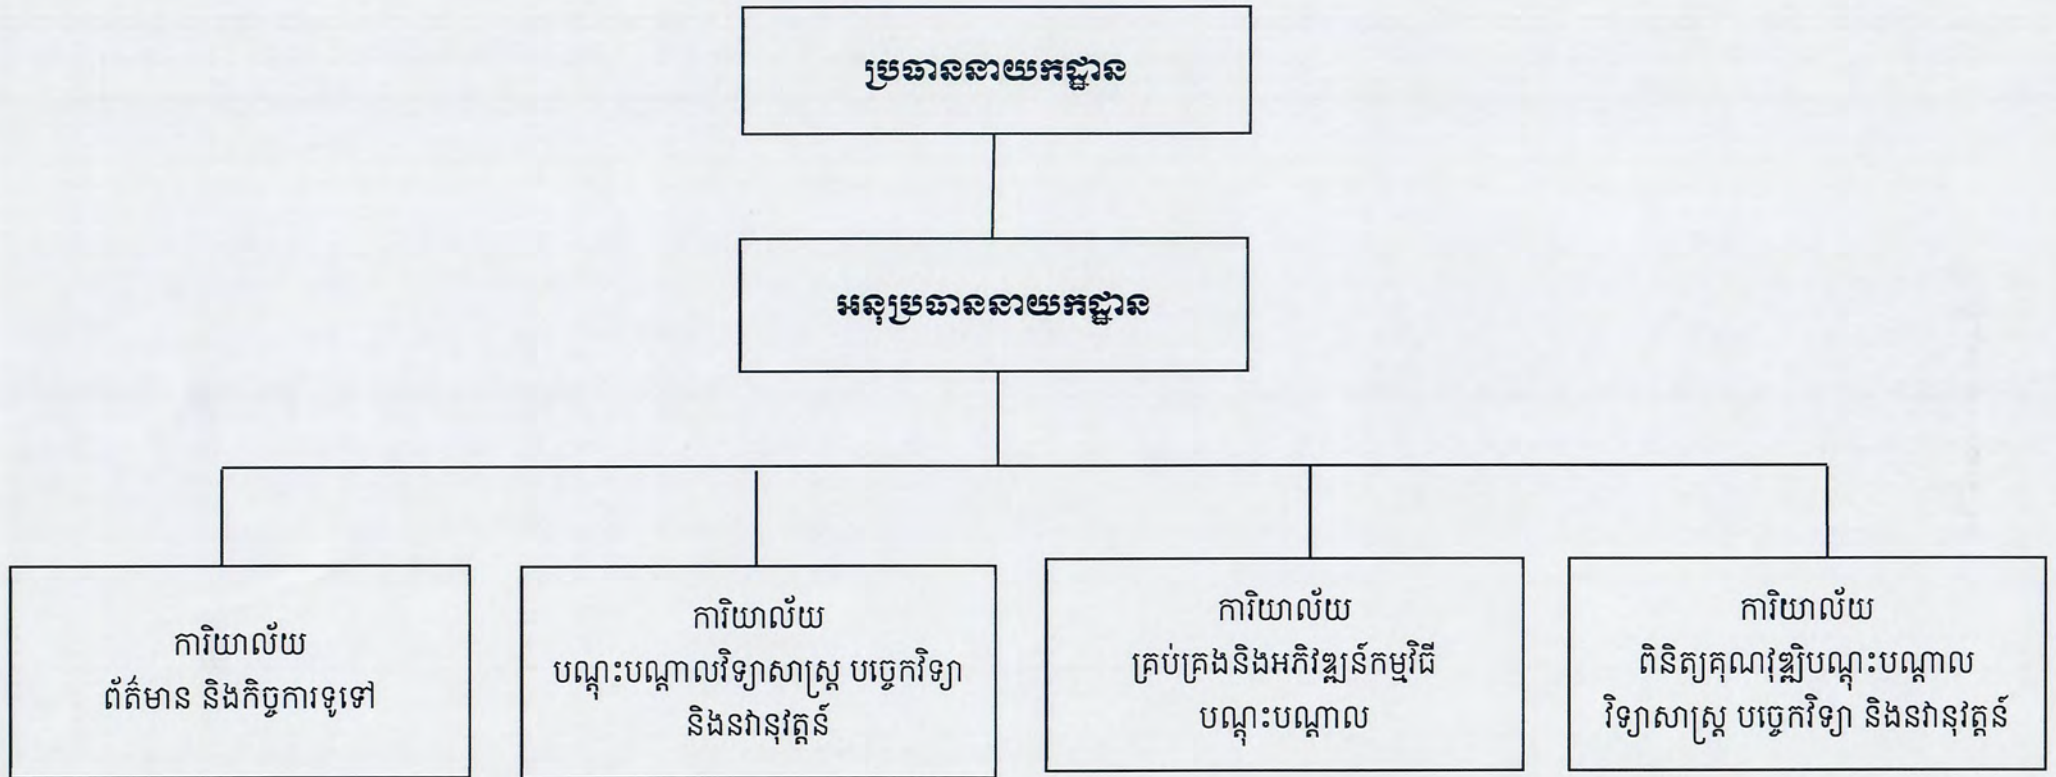 ប្រធាននាយកដ្ឋាន
អនុប្រធាននាយកដ្ឋាន
ការិយាល័យ
ព័ត៌មាន និងកិច្ចការទូទៅ
ការិយាល័យ
បណ្តុះបណ្តាលវិទ្យាសាស្ត្រ បច្ចេកវិទ្យា
និងនវានុវត្តន៍
ការិយាល័យ
គ្រប់គ្រងនិងអភិវឌ្ឍន៍កម្មវិធី
បណ្តុះបណ្តាល
ការិយាល័យ
ពិនិត្យគុណវុឌ្ឍិបណ្តុះបណ្តាល
វិទ្យាសាស្ត្រ បច្ចេកវិទ្យា និងនវានុវត្តន៍